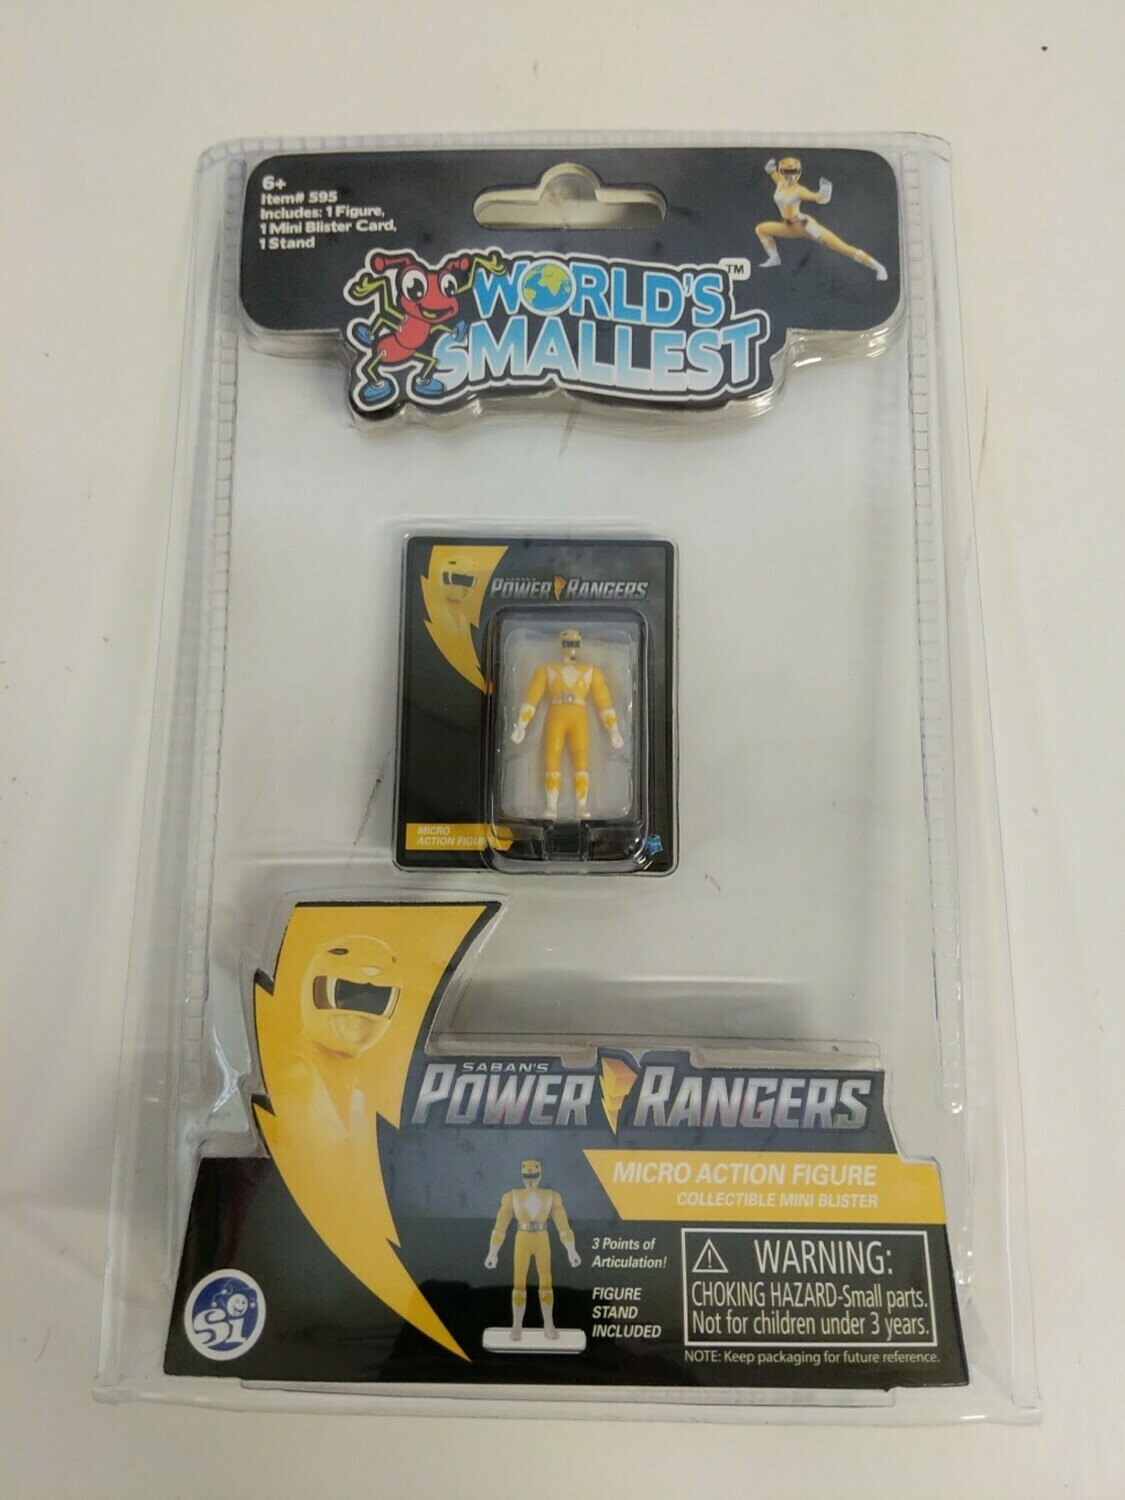 6+
Item# 595
Includes: 1 Figure,
1 Mini Blister Card,
1 Stand
WORLD'S™
SMALLEST
SABAN'S
POWER RANGERS
MICRO
ACTION FIGURE
SABAN'S
POWER RANGERS
MICRO ACTION FIGURE
COLLECTIBLE MINI BLISTER
3 Points of
Articulation!
FIGURE
STAND
INCLUDED
⚠ WARNING:
CHOKING HAZARD-Small parts.
Not for children under 3 years.
NOTE: Keep packaging for future reference.
Si